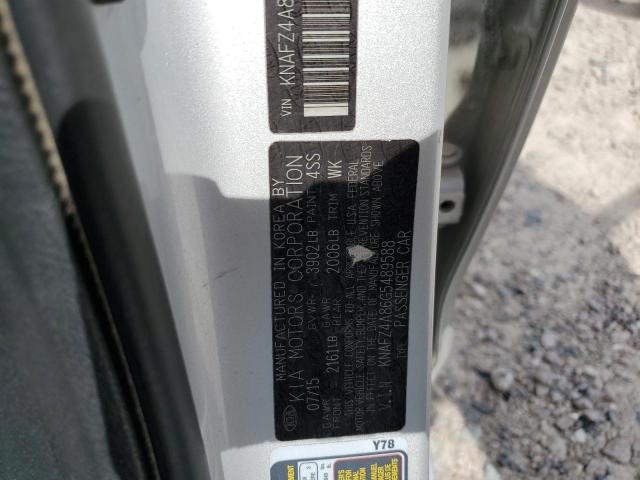 VIN KNAFZ4A8
MANUFACTURED IN KOREA BY
KIA MOTORS CORPORATION
07/15 GVWR 3902LB PAINT 4SS
GAWR 2161LB GAWR 2006LB TRIM WK
FRONT REAR
THIS VEHICLE CONFORMS TO ALL APPLICABLE U.S.A. FEDERAL
MOTOR VEHICLE SAFETY, BUMPER, AND THEFT PREVENTION STANDARDS
IN EFFECT ON THE DATE OF MANUFACTURE SHOWN ABOVE
V.I.N KNAFZ4A86G5489588
TYPE PASSENGER CAR
KIA
Y78